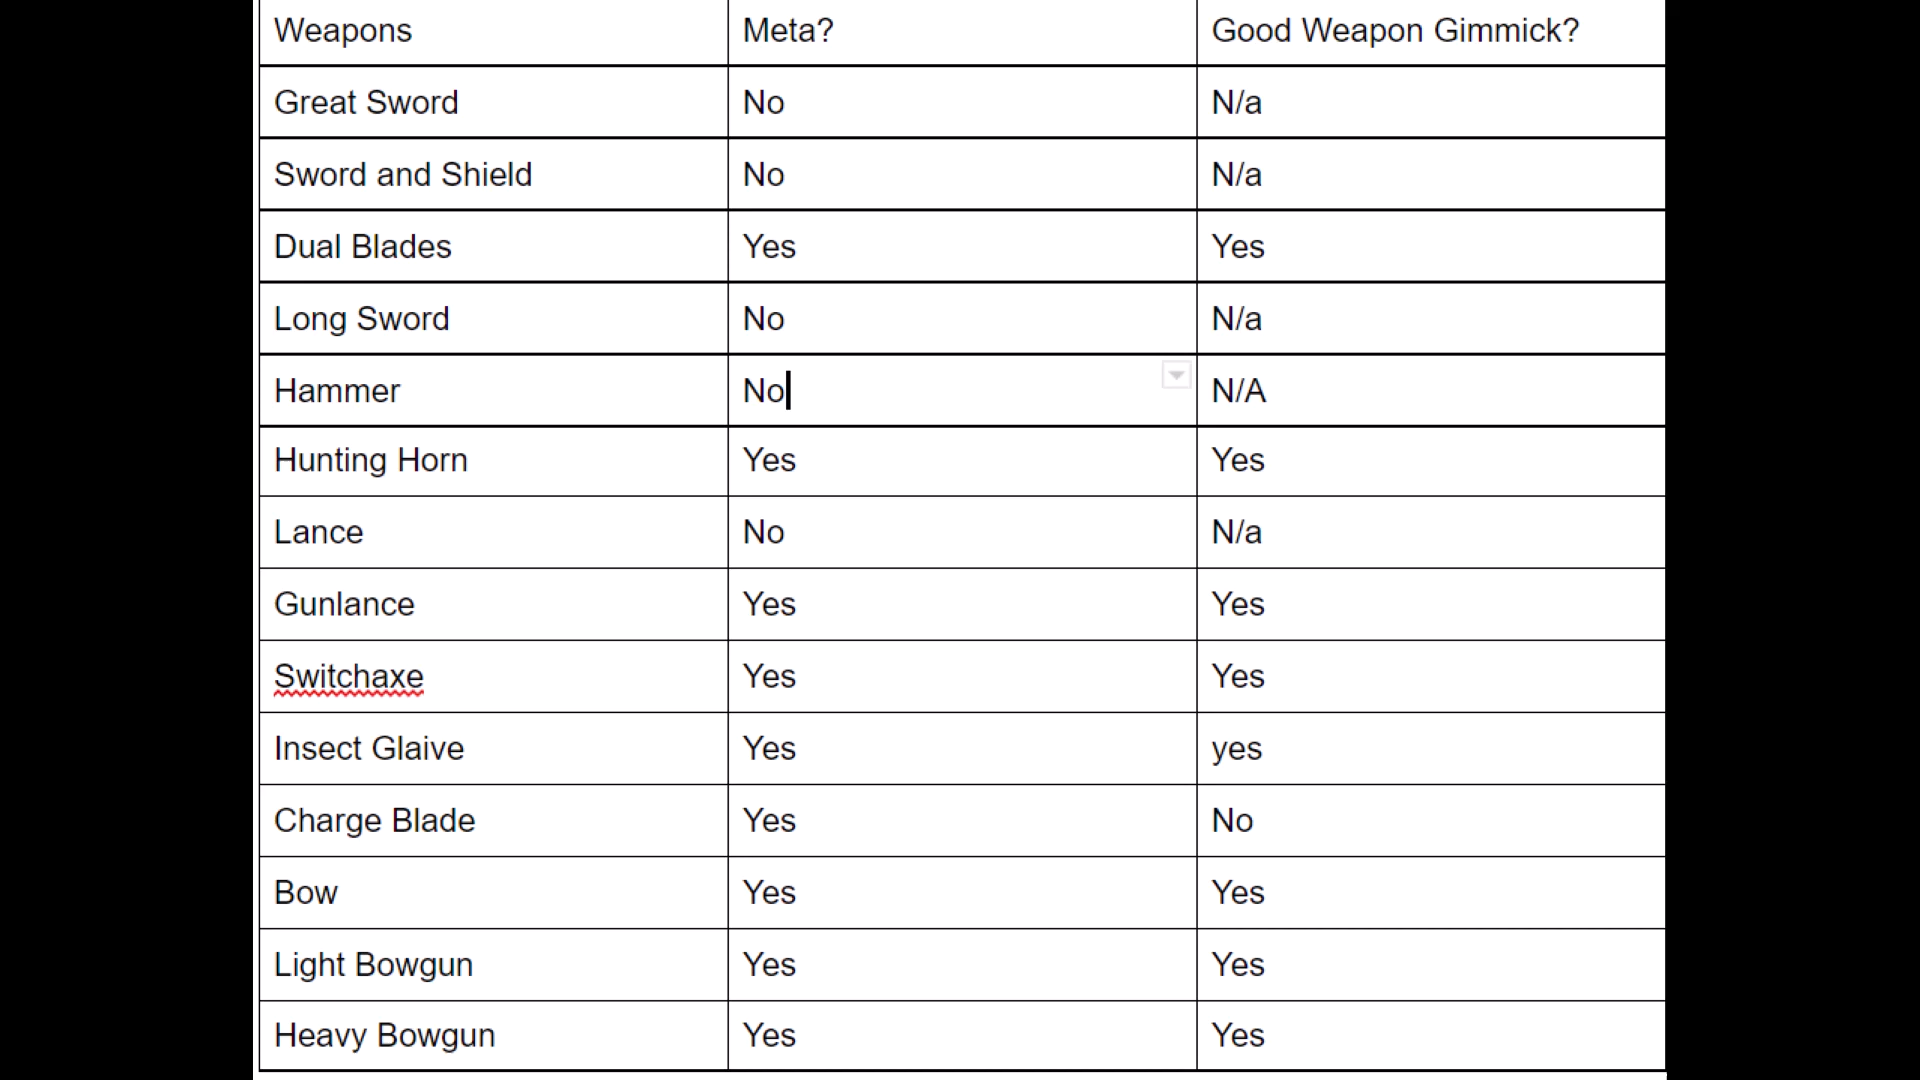 Weapons Meta? Good Weapon Gimmick?
Great Sword No N/a
Sword and Shield No N/a
Dual Blades Yes Yes
Long Sword No N/a
Hammer No N/A
Hunting Horn Yes Yes
Lance No N/a
Gunlance Yes Yes
Switchaxe Yes Yes
Insect Glaive Yes yes
Charge Blade Yes No
Bow Yes Yes
Light Bowgun Yes Yes
Heavy Bowgun Yes Yes